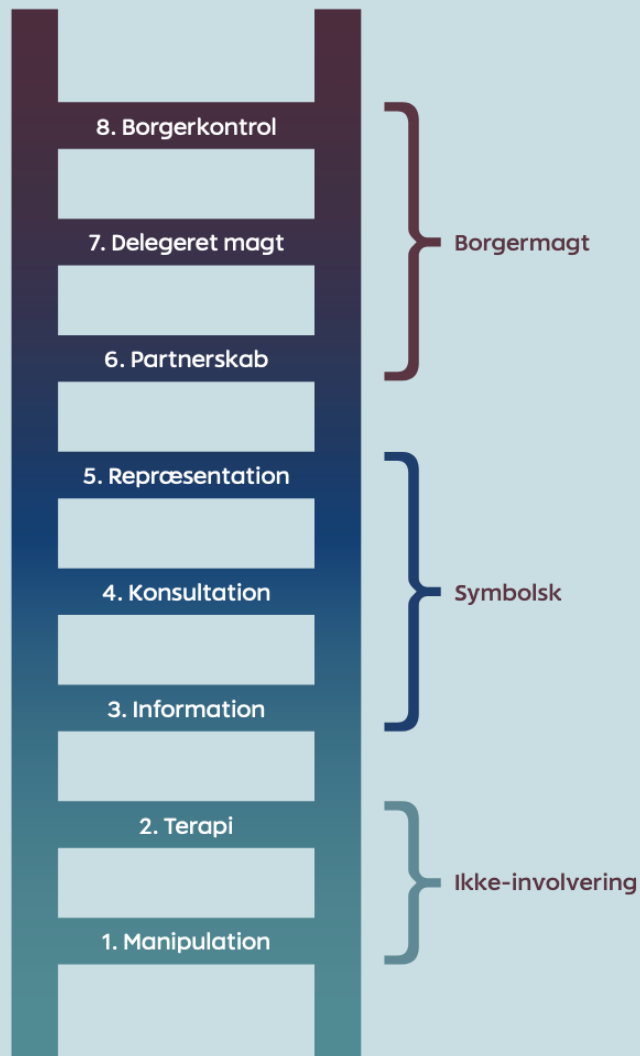 8. Borgerkontrol
7. Delegeret magt
Borgermagt
6. Partnerskab
5. Repræsentation
4. Konsultation
Symbolsk
3. Information
2. Terapi
Ikke-involvering
1. Manipulation